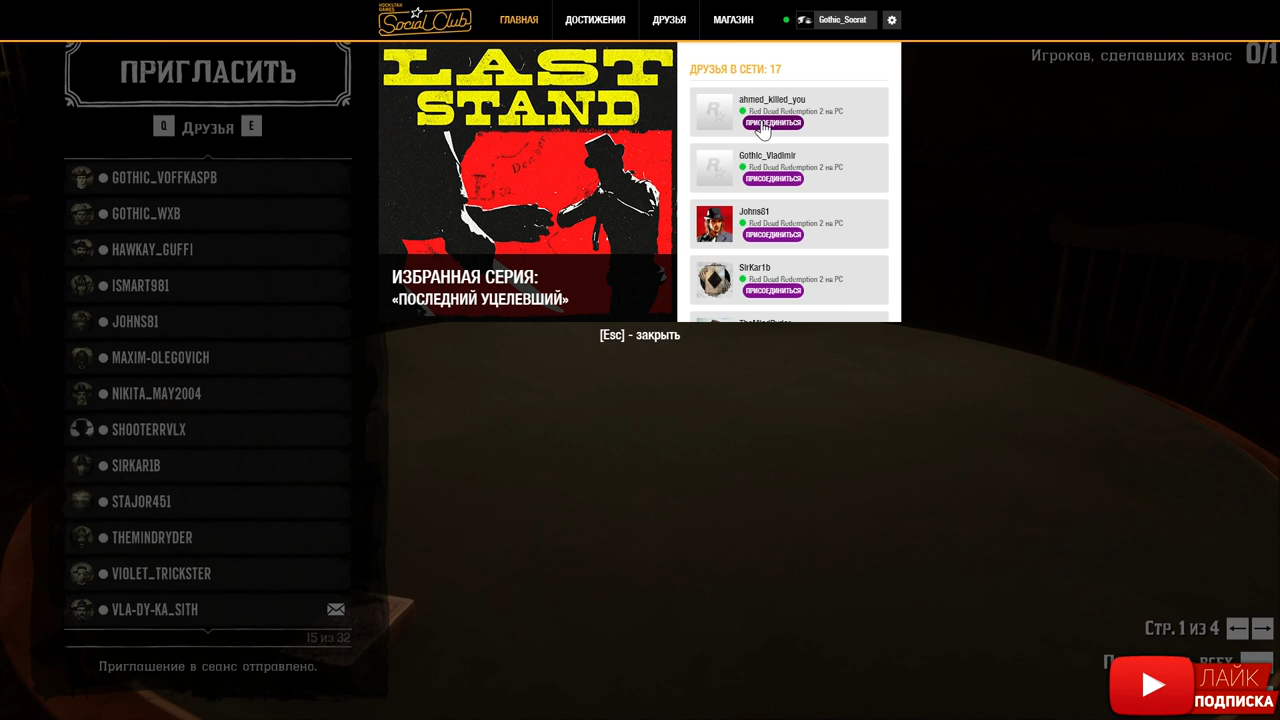 ROCKSTAR GAMES
Social Club
ГЛАВНАЯ
ДОСТИЖЕНИЯ
ДРУЗЬЯ
МАГАЗИН
Gothic_Socrat
ПРИГЛАСИТЬ
Q Друзья E
HAWKAY_GUFFI
GOTHIC_WXB
ISMART981
JOHNS81
MAXIM-OLEGOVICH
NIKITA_MAY2004
SHOOTERRVLX
SIRKAR1B
STAJOR451
THEMINDRYDER
VIOLET_TRICKSTER
VLA-DY-KA_SITH
15 из 32
Приглашение в сеанс отправлено.
LAST
STAND
ИЗБРАННАЯ СЕРИЯ:
«ПОСЛЕДНИЙ УЦЕЛЕВШИЙ»
ДРУЗЬЯ В СЕТИ: 17
ahmed_killed_you
Red Dead Redemption 2 на PC
ПРИСОЕДИНИТЬСЯ
Gothic_Vladimir
Red Dead Redemption 2 на PC
ПРИСОЕДИНИТЬСЯ
Johns81
Red Dead Redemption 2 на PC
ПРИСОЕДИНИТЬСЯ
SirKar1b
Red Dead Redemption 2 на PC
ПРИСОЕДИНИТЬСЯ
[Esc] - закрыть
Игроков, сделавших взнос 0/1
Стр. 1 из 4
ЛАЙК
ПОДПИСКА